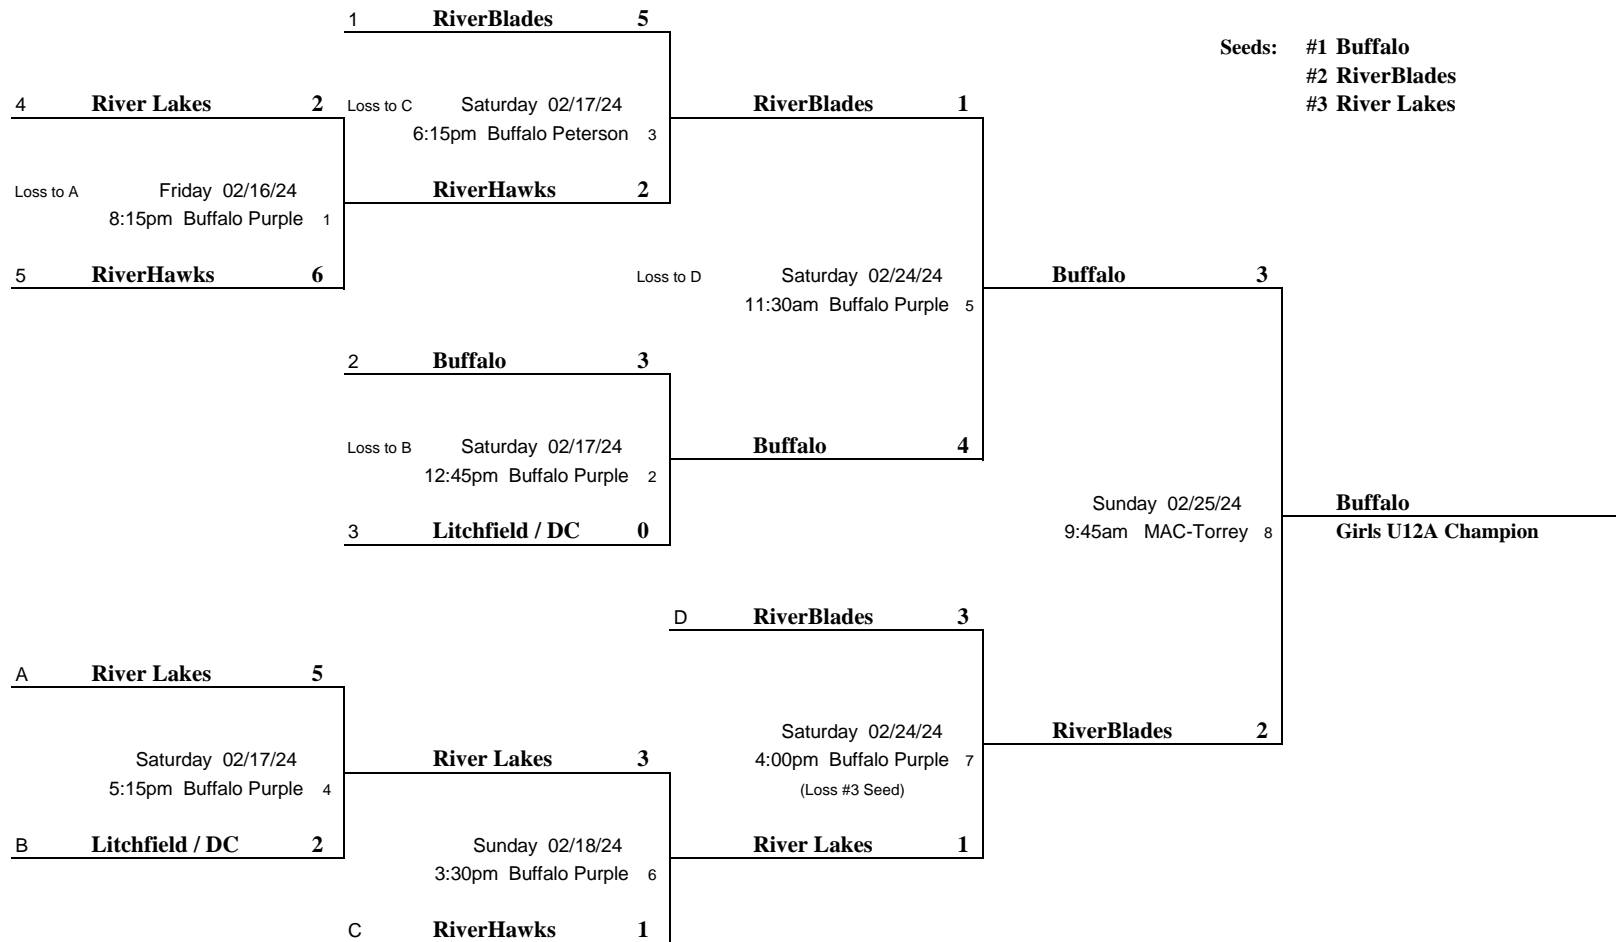 1 RiverBlades 5
Seeds: #1 Buffalo
#2 RiverBlades
4 River Lakes 2 Loss to C Saturday 02/17/24 RiverBlades 1 #3 River Lakes
6:15pm Buffalo Peterson 3
Loss to A Friday 02/16/24 RiverHawks 2
8:15pm Buffalo Purple 1
5 RiverHawks 6 Loss to D Saturday 02/24/24 Buffalo 3
11:30am Buffalo Purple 5
2 Buffalo 3
Loss to B Saturday 02/17/24 Buffalo 4
12:45pm Buffalo Purple 2
Sunday 02/25/24 Buffalo
3 Litchfield / DC 0 9:45am MAC-Torrey 8 Girls U12A Champion
D RiverBlades 3
A River Lakes 5
Saturday 02/24/24 RiverBlades 2
Saturday 02/17/24 River Lakes 3 4:00pm Buffalo Purple 7
5:15pm Buffalo Purple 4 (Loss #3 Seed)
B Litchfield / DC 2 Sunday 02/18/24 River Lakes 1
3:30pm Buffalo Purple 6
C RiverHawks 1